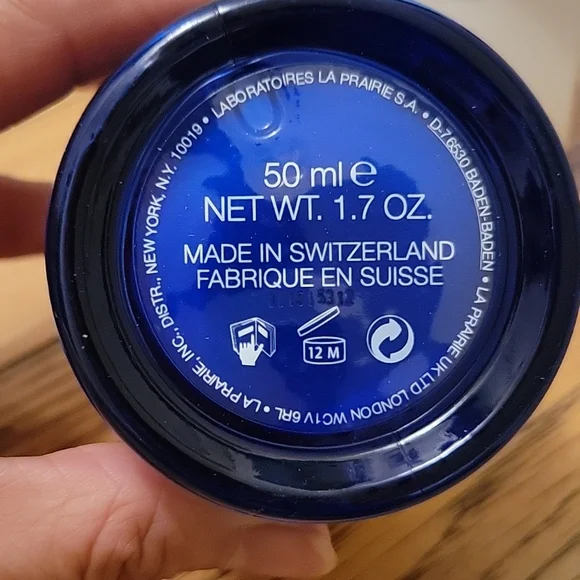 LABORATOIRES LA PRAIRIE S.A. • D-76530 BADEN-BADEN • LA PRAIRIE UK LTD LONDON WC1V 6RL • LA PRAIRIE, INC., DISTR., NEW YORK, N.Y. 10019 •
50 ml e
NET WT. 1.7 OZ.
MADE IN SWITZERLAND
FABRIQUE EN SUISSE
12 M